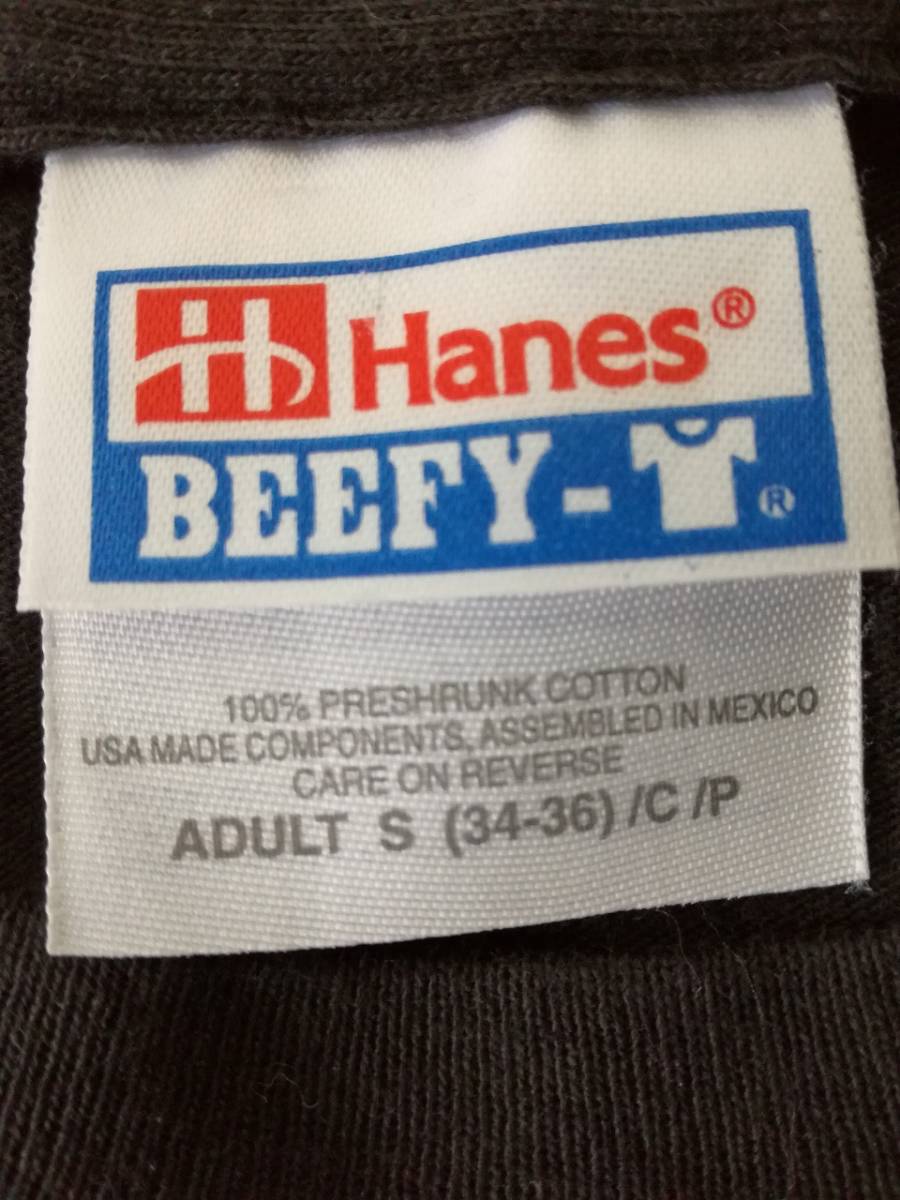 H Hanes®
BEEFY-T®
100% PRESHRUNK COTTON
USA MADE COMPONENTS. ASSEMBLED IN MEXICO
CARE ON REVERSE
ADULT S (34-36) /C /P